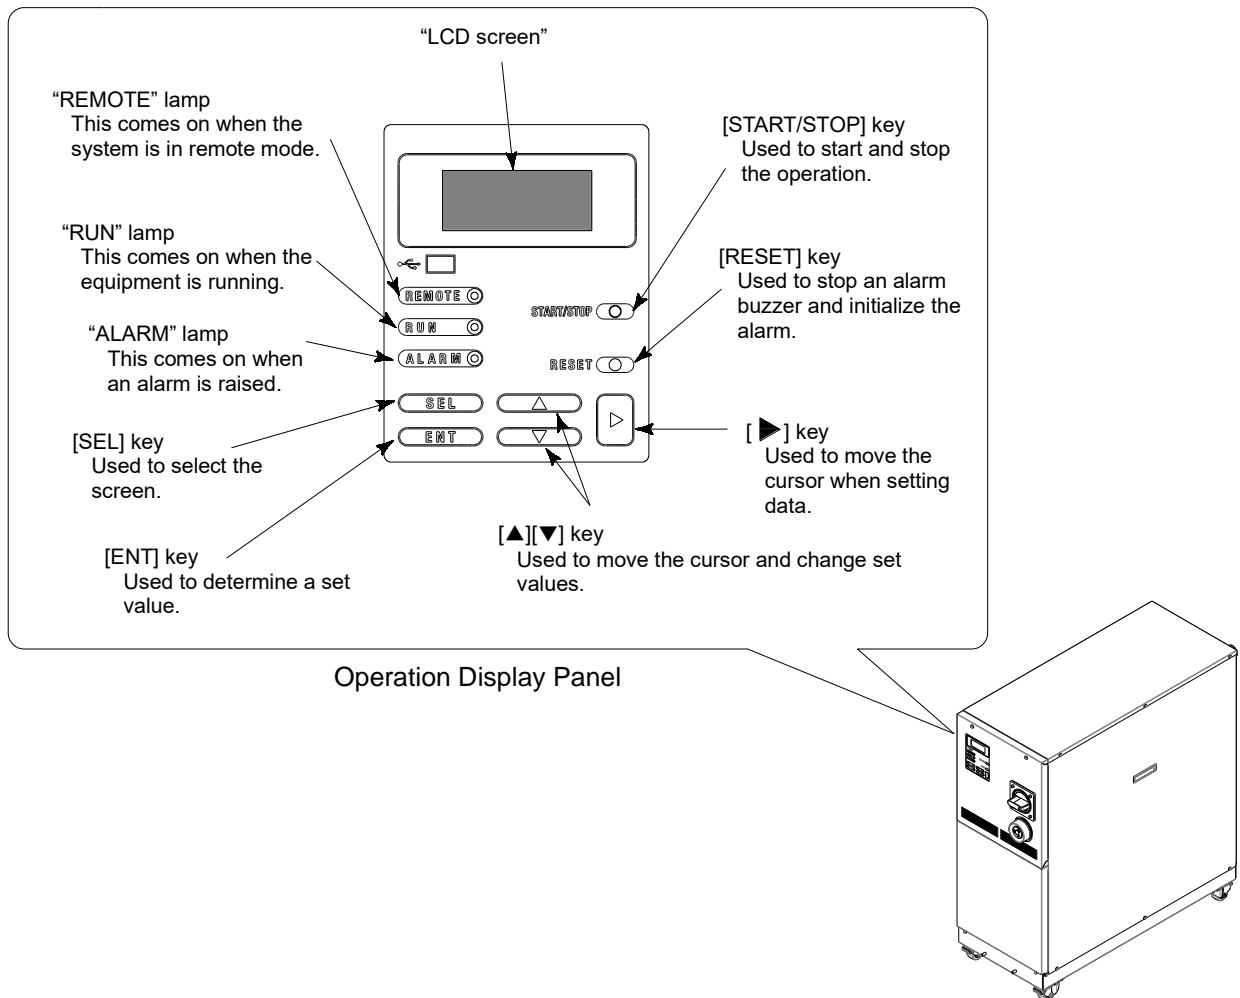 “LCD screen”
“REMOTE” lamp
This comes on when the
system is in remote mode.
[START/STOP] key
Used to start and stop
the operation.
“RUN” lamp
This comes on when the
equipment is running.
[RESET] key
Used to stop an alarm
buzzer and initialize the
alarm.
“ALARM” lamp
This comes on when
an alarm is raised.
REMOTE
RUN
ALARM
START/STOP
RESET
SEL
ENT
[SEL] key
Used to select the
screen.
[▶] key
Used to move the
cursor when setting
data.
[ENT] key
Used to determine a set
value.
[▲][▼] key
Used to move the cursor and change set
values.
Operation Display Panel